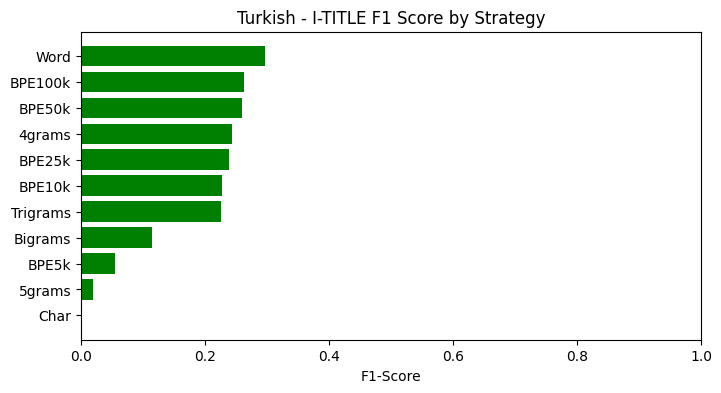 Turkish - I-TITLE F1 Score by Strategy
Word
BPE100k
BPE50k
4grams
BPE25k
BPE10k
Trigrams
Bigrams
BPE5k
5grams
Char
0.0 0.2 0.4 0.6 0.8 1.0
F1-Score